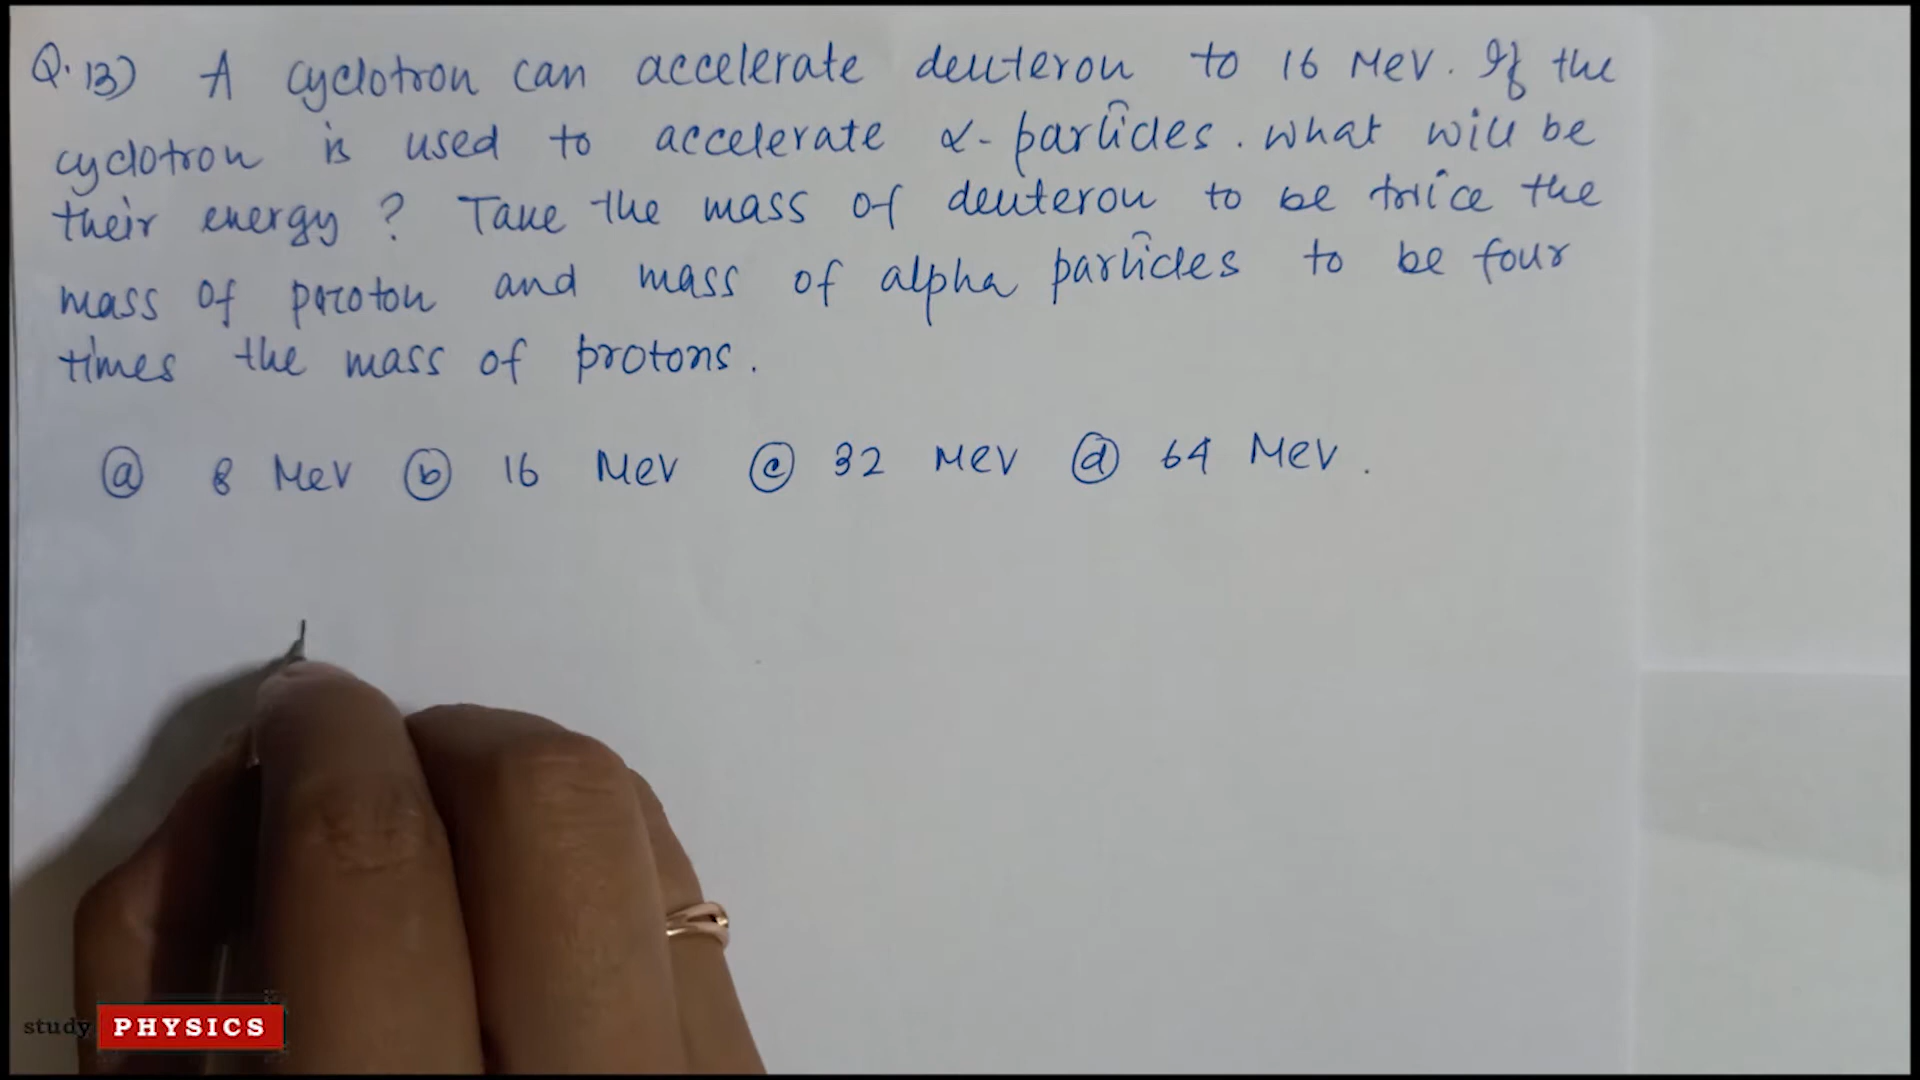 Q.13) A cyclotron can accelerate deuteron to 16 MeV. If the
cyclotron is used to accelerate α-particles. what will be
their energy ? Take the mass of deuteron to be twice the
mass of proton and mass of alpha particles to be four
times the mass of protons.
(a) 8 MeV (b) 16 MeV (c) 32 MeV (d) 64 MeV.
study PHYSICS